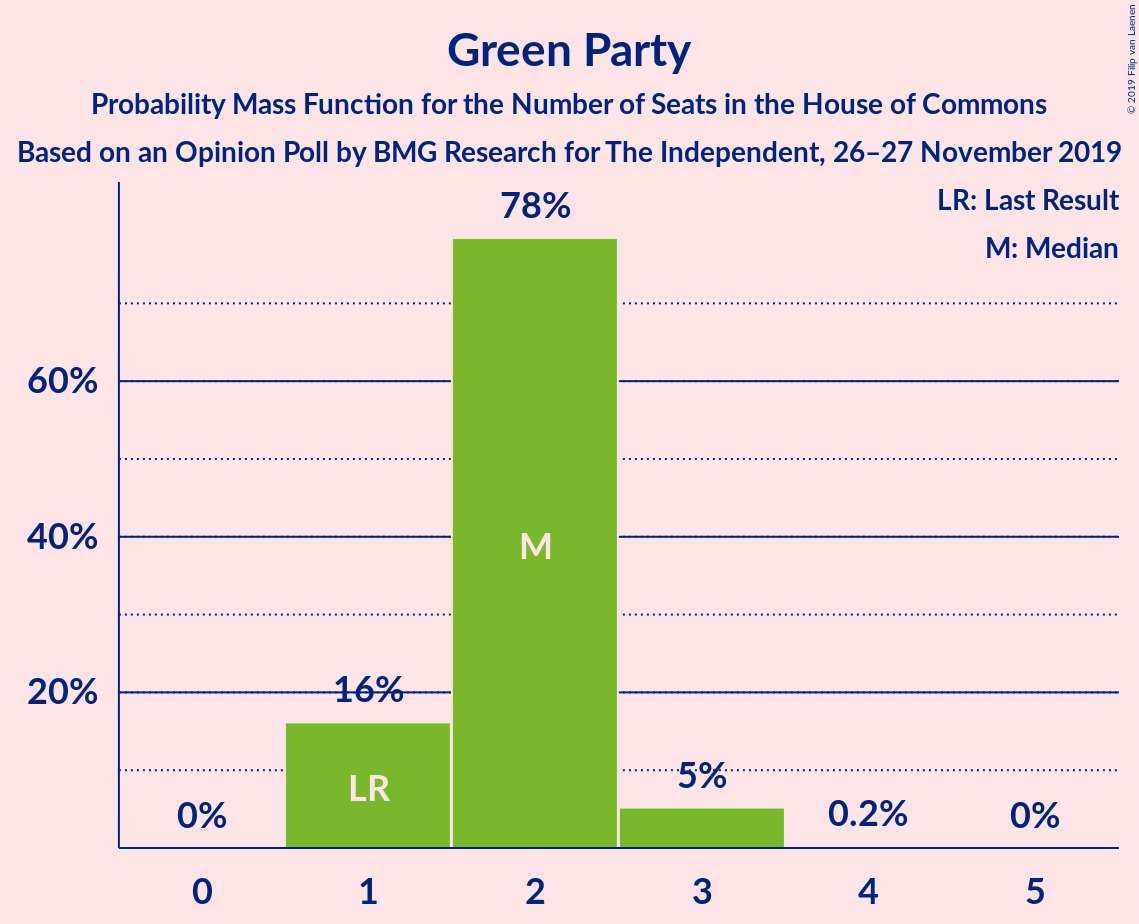 Green Party
Probability Mass Function for the Number of Seats in the House of Commons
Based on an Opinion Poll by BMG Research for The Independent, 26–27 November 2019
© 2019 Filip van Laenen
LR: Last Result
M: Median
78%
60%
40%
M
20%
16%
LR
5%
0%
0.2%
0%
0 1 2 3 4 5